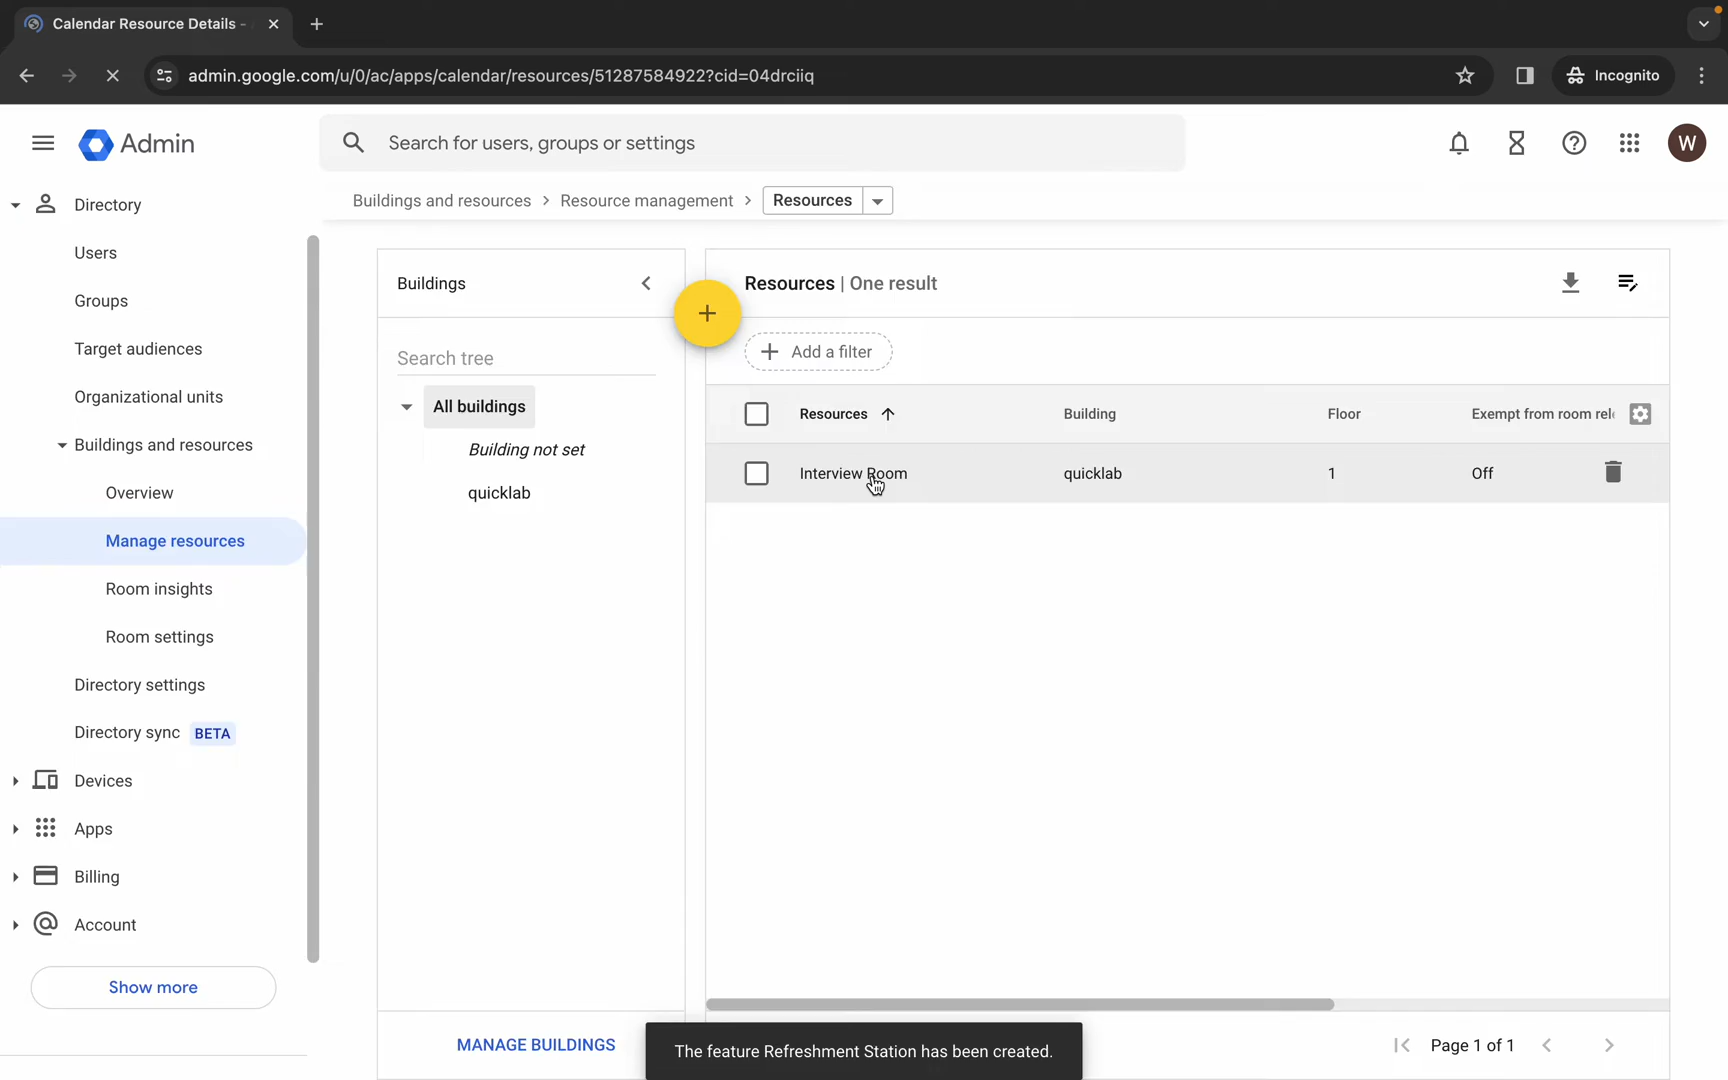 Calendar Resource Details -
admin.google.com/u/0/ac/apps/calendar/resources/51287584922?cid=04drciiq
Incognito
Admin
Search for users, groups or settings
W
Directory
Users
Groups
Target audiences
Organizational units
Buildings and resources
Overview
Manage resources
Room insights
Room settings
Directory settings
Directory sync BETA
Devices
Apps
Billing
Account
Show more
Buildings and resources > Resource management > Resources
Buildings
Search tree
All buildings
Building not set
quicklab
MANAGE BUILDINGS
Resources | One result
Add a filter
Resources Building Floor Exempt from room rel
Interview Room quicklab 1 Off
Page 1 of 1
The feature Refreshment Station has been created.